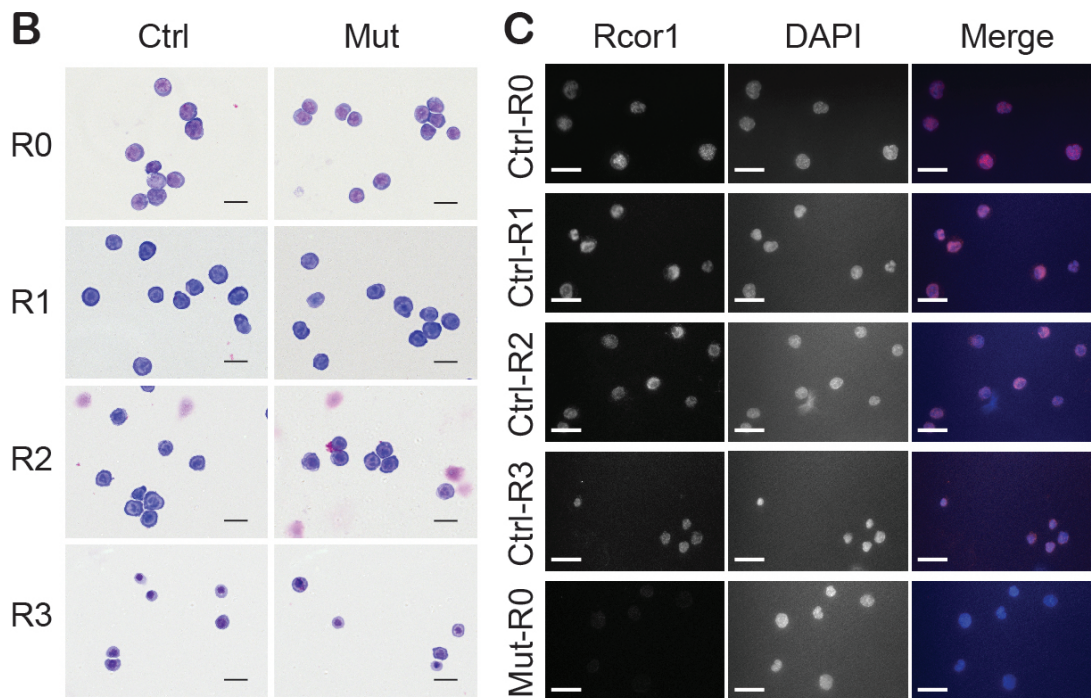 B
Ctrl Mut
R0
R1
R2
R3
C
Rcor1 DAPI Merge
Ctrl-R0
Ctrl-R1
Ctrl-R2
Ctrl-R3
Mut-R0